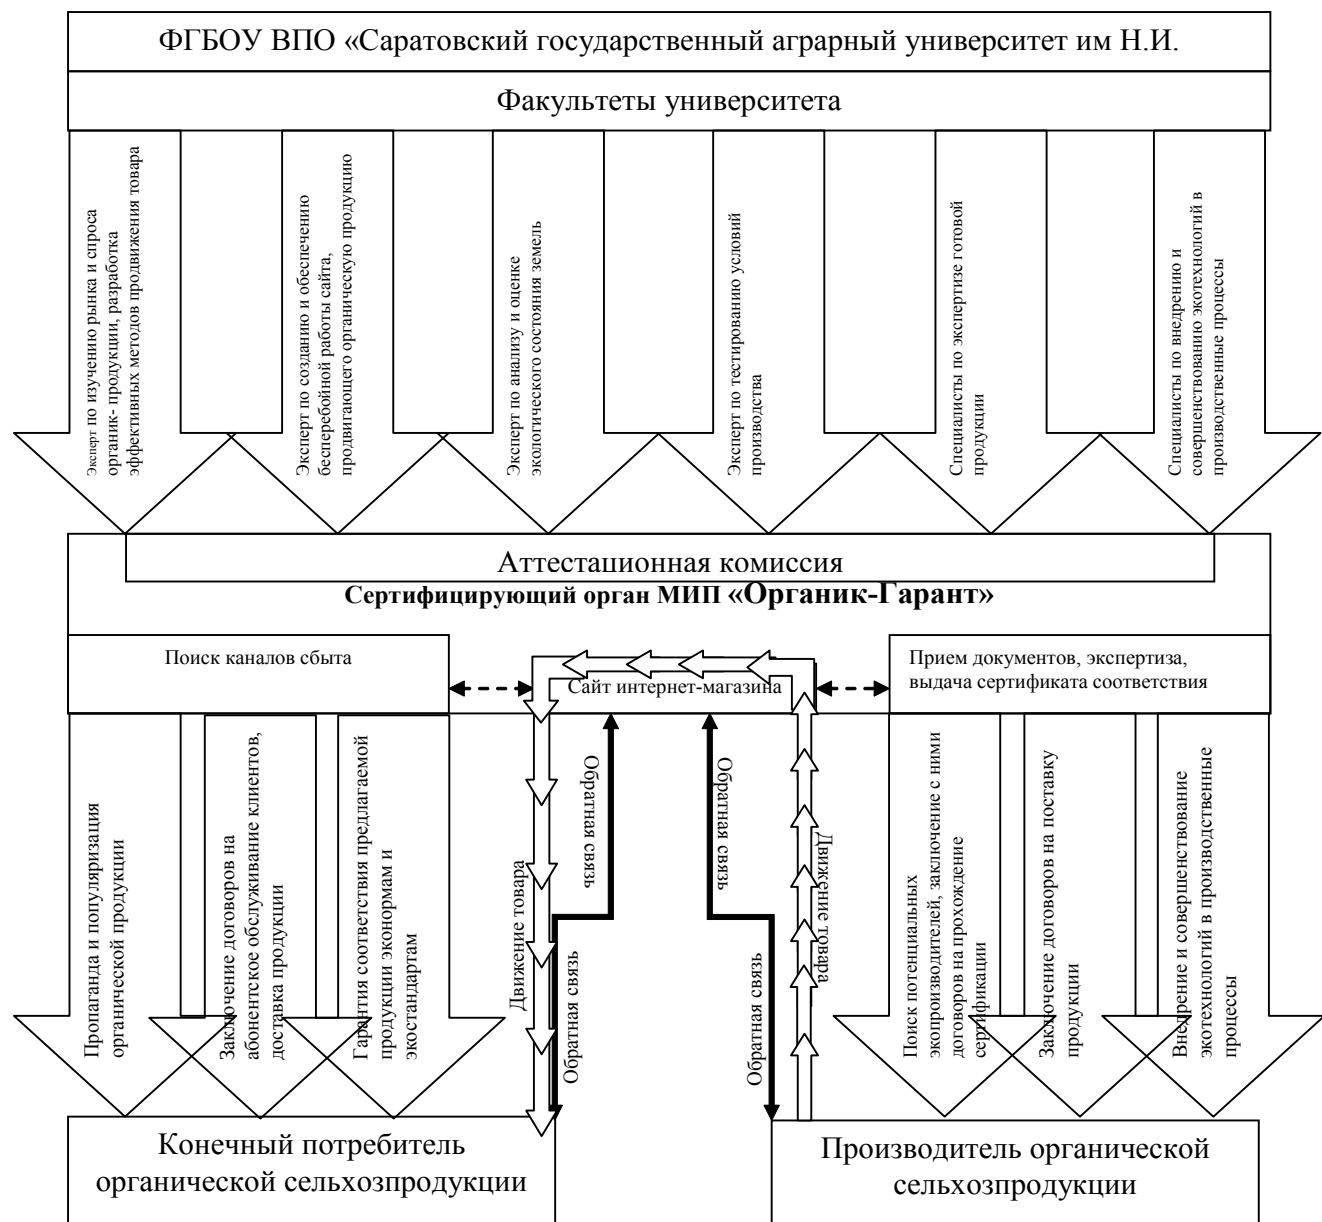 ФГБОУ ВПО «Саратовский государственный аграрный университет им Н.И.
Факультеты университета
Эксперт по изучению рынка и спроса
органик- продукции, разработка
эффективных методов продвижения товара
Эксперт по созданию и обеспечению
бесперебойной работы сайта,
продвигающего органическую продукцию
Эксперт по анализу и оценке
экологического состояния земель
Эксперт по тестированию условий
производства
Специалисты по экспертизе готовой
продукции
Специалисты по внедрению и
совершенствованию экотехнологий в
производственные процессы
Аттестационная комиссия
Сертифицирующий орган МИП «Органик-Гарант»
Поиск каналов сбыта
Сайт интернет-магазина
Прием документов, экспертиза,
выдача сертификата соответствия
Пропаганда и популяризация
органической продукции
Заключение договоров на
абонентское обслуживание клиентов,
доставка продукции
Гарантия соответствия предлагаемой
продукции эконормам и
экостандартам
Движение товара
Обратная связь
Обратная связь
Обратная связь
Обратная связь
Движение товара
Поиск потенциальных
экопроизводителей, заключение с ними
договоров на прохождение
сертификации
Заключение договоров на поставку
продукции
Внедрение и совершенствование
экотехнологий в производственные
процессы
Конечный потребитель
органической сельхозпродукции
Производитель органической
сельхозпродукции